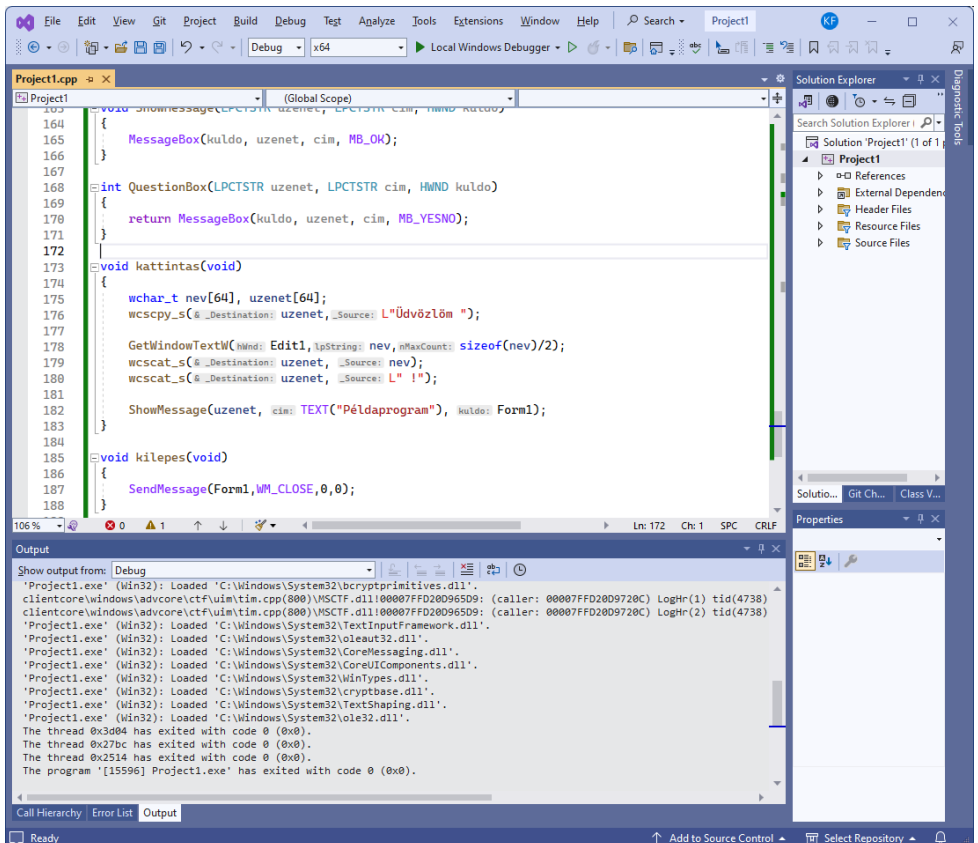 File Edit View Git Project Build Debug Test Analyze Tools Extensions Window Help Search Project1 KF
Debug x64 Local Windows Debugger
Project1.cpp
Project1 (Global Scope)
163 void ShowMessage(LPCTSTR uzenet, LPCTSTR cim, HWND kuldo)
164 {
165 MessageBox(kuldo, uzenet, cim, MB_OK);
166 }
167
168 int QuestionBox(LPCTSTR uzenet, LPCTSTR cim, HWND kuldo)
169 {
170 return MessageBox(kuldo, uzenet, cim, MB_YESNO);
171 }
172
173 void kattintas(void)
174 {
175 wchar_t nev[64], uzenet[64];
176 wcscpy_s(& _Destination: uzenet, _Source: L"Üdvözlöm ");
177
178 GetWindowTextW(hWnd: Edit1, lpString: nev, nMaxCount: sizeof(nev)/2);
179 wcscat_s(& _Destination: uzenet, _Source: nev);
180 wcscat_s(& _Destination: uzenet, _Source: L" !");
181
182 ShowMessage(uzenet, cim: TEXT("Példaprogram"), kuldo: Form1);
183 }
184
185 void kilepes(void)
186 {
187 SendMessage(Form1,WM_CLOSE,0,0);
188 }
106 % 0 1 Ln: 172 Ch: 1 SPC CRLF
Output
Show output from: Debug
'Project1.exe' (Win32): Loaded 'C:\Windows\System32\bcryptprimitives.dll'.
clientcore\windows\advcore\ctf\uim\tim.cpp(800)\MSCTF.dll!00007FFD20D965D9: (caller: 00007FFD20D9720C) LogHr(1) tid(4738)
clientcore\windows\advcore\ctf\uim\tim.cpp(800)\MSCTF.dll!00007FFD20D965D9: (caller: 00007FFD20D9720C) LogHr(2) tid(4738)
'Project1.exe' (Win32): Loaded 'C:\Windows\System32\TextInputFramework.dll'.
'Project1.exe' (Win32): Loaded 'C:\Windows\System32\oleaut32.dll'.
'Project1.exe' (Win32): Loaded 'C:\Windows\System32\CoreMessaging.dll'.
'Project1.exe' (Win32): Loaded 'C:\Windows\System32\CoreUIComponents.dll'.
'Project1.exe' (Win32): Loaded 'C:\Windows\System32\WinTypes.dll'.
'Project1.exe' (Win32): Loaded 'C:\Windows\System32\cryptbase.dll'.
'Project1.exe' (Win32): Loaded 'C:\Windows\System32\TextShaping.dll'.
'Project1.exe' (Win32): Loaded 'C:\Windows\System32\ole32.dll'.
The thread 0x3d04 has exited with code 0 (0x0).
The thread 0x27bc has exited with code 0 (0x0).
The thread 0x2514 has exited with code 0 (0x0).
The program '[15596] Project1.exe' has exited with code 0 (0x0).
Call Hierarchy Error List Output
Solution Explorer
Search Solution Explorer (
Solution 'Project1' (1 of 1 p
Project1
References
External Dependenc
Header Files
Resource Files
Source Files
Solutio... Git Ch... Class V...
Properties
Diagnostic Tools
Ready Add to Source Control Select Repository